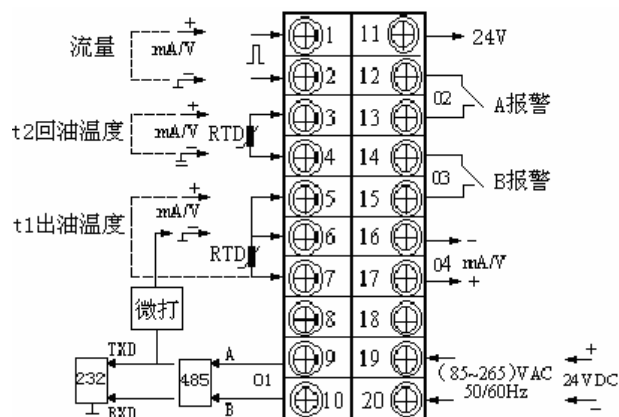 流量
+
mA/V
-
1
11
24V
2
12
02
A报警
t2回油温度
+
mA/V
-
RTD
3
13
4
14
03
B报警
t1出油温度
+
mA/V
-
RTD
5
15
6
16
-
04 mA/V
7
17
+
微打
8
18
TXD
232
RXD
485
A
01
B
9
19
(85~265)VAC
50/60Hz
+
24VDC
-
10
20